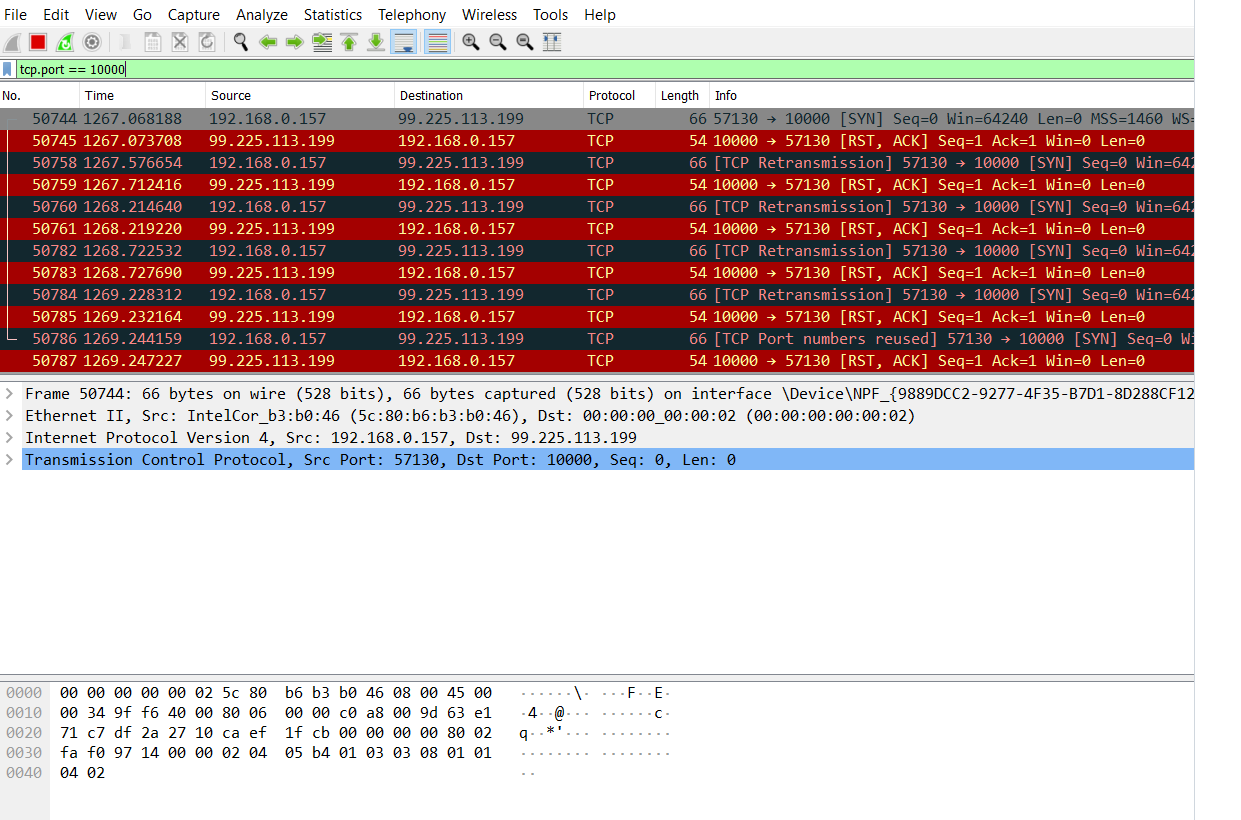 File Edit View Go Capture Analyze Statistics Telephony Wireless Tools Help
tcp.port == 10000
No. Time Source Destination Protocol Length Info
50744 1267.068188 192.168.0.157 99.225.113.199 TCP 66 57130 → 10000 [SYN] Seq=0 Win=64240 Len=0 MSS=1460 WS=
50745 1267.073708 99.225.113.199 192.168.0.157 TCP 54 10000 → 57130 [RST, ACK] Seq=1 Ack=1 Win=0 Len=0
50758 1267.576654 192.168.0.157 99.225.113.199 TCP 66 [TCP Retransmission] 57130 → 10000 [SYN] Seq=0 Win=642
50759 1267.712416 99.225.113.199 192.168.0.157 TCP 54 10000 → 57130 [RST, ACK] Seq=1 Ack=1 Win=0 Len=0
50760 1268.214640 192.168.0.157 99.225.113.199 TCP 66 [TCP Retransmission] 57130 → 10000 [SYN] Seq=0 Win=642
50761 1268.219220 99.225.113.199 192.168.0.157 TCP 54 10000 → 57130 [RST, ACK] Seq=1 Ack=1 Win=0 Len=0
50782 1268.722532 192.168.0.157 99.225.113.199 TCP 66 [TCP Retransmission] 57130 → 10000 [SYN] Seq=0 Win=642
50783 1268.727690 99.225.113.199 192.168.0.157 TCP 54 10000 → 57130 [RST, ACK] Seq=1 Ack=1 Win=0 Len=0
50784 1269.228312 192.168.0.157 99.225.113.199 TCP 66 [TCP Retransmission] 57130 → 10000 [SYN] Seq=0 Win=642
50785 1269.232164 99.225.113.199 192.168.0.157 TCP 54 10000 → 57130 [RST, ACK] Seq=1 Ack=1 Win=0 Len=0
50786 1269.244159 192.168.0.157 99.225.113.199 TCP 66 [TCP Port numbers reused] 57130 → 10000 [SYN] Seq=0 Wi
50787 1269.247227 99.225.113.199 192.168.0.157 TCP 54 10000 → 57130 [RST, ACK] Seq=1 Ack=1 Win=0 Len=0
Frame 50744: 66 bytes on wire (528 bits), 66 bytes captured (528 bits) on interface \Device\NPF_{9889DCC2-9277-4F35-B7D1-8D288CF12
Ethernet II, Src: IntelCor_b3:b0:46 (5c:80:b6:b3:b0:46), Dst: 00:00:00_00:00:02 (00:00:00:00:00:02)
Internet Protocol Version 4, Src: 192.168.0.157, Dst: 99.225.113.199
Transmission Control Protocol, Src Port: 57130, Dst Port: 10000, Seq: 0, Len: 0
0000 00 00 00 00 00 02 5c 80 b6 b3 b0 46 08 00 45 00 ······\· ···F··E·
0010 00 34 9f f6 40 00 80 06 00 00 c0 a8 00 9d 63 e1 ·4··@··· ······c·
0020 71 c7 df 2a 27 10 ca ef 1f cb 00 00 00 00 80 02 q··*'··· ········
0030 fa f0 97 14 00 00 02 04 05 b4 01 03 03 08 01 01 ········ ········
0040 04 02 ··